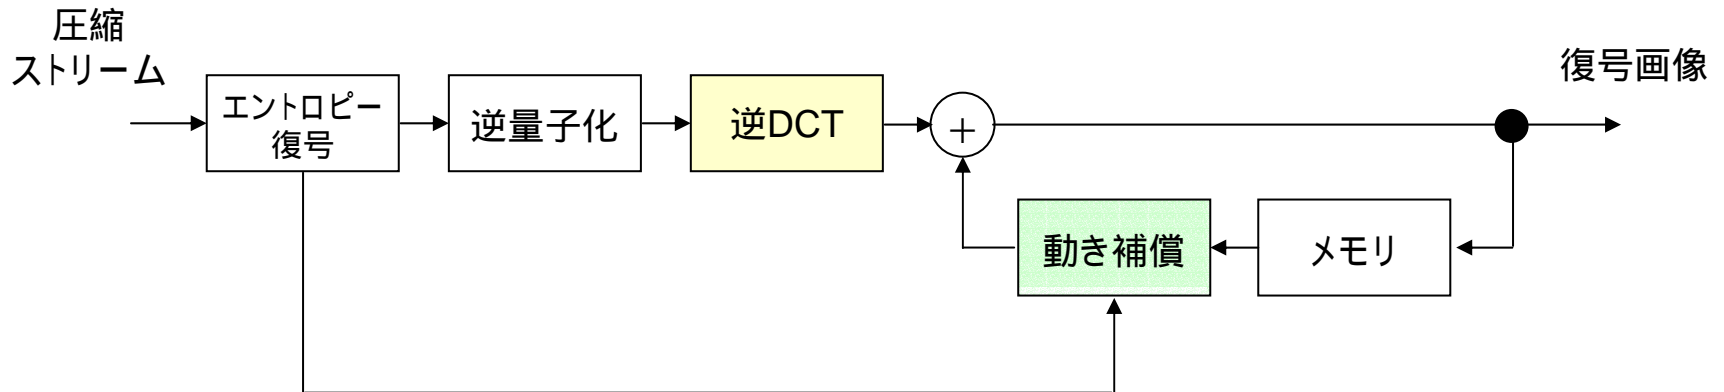 圧縮
ストリーム
復号画像
エントロピー
復号
逆量子化
逆DCT
+
動き補償
メモリ